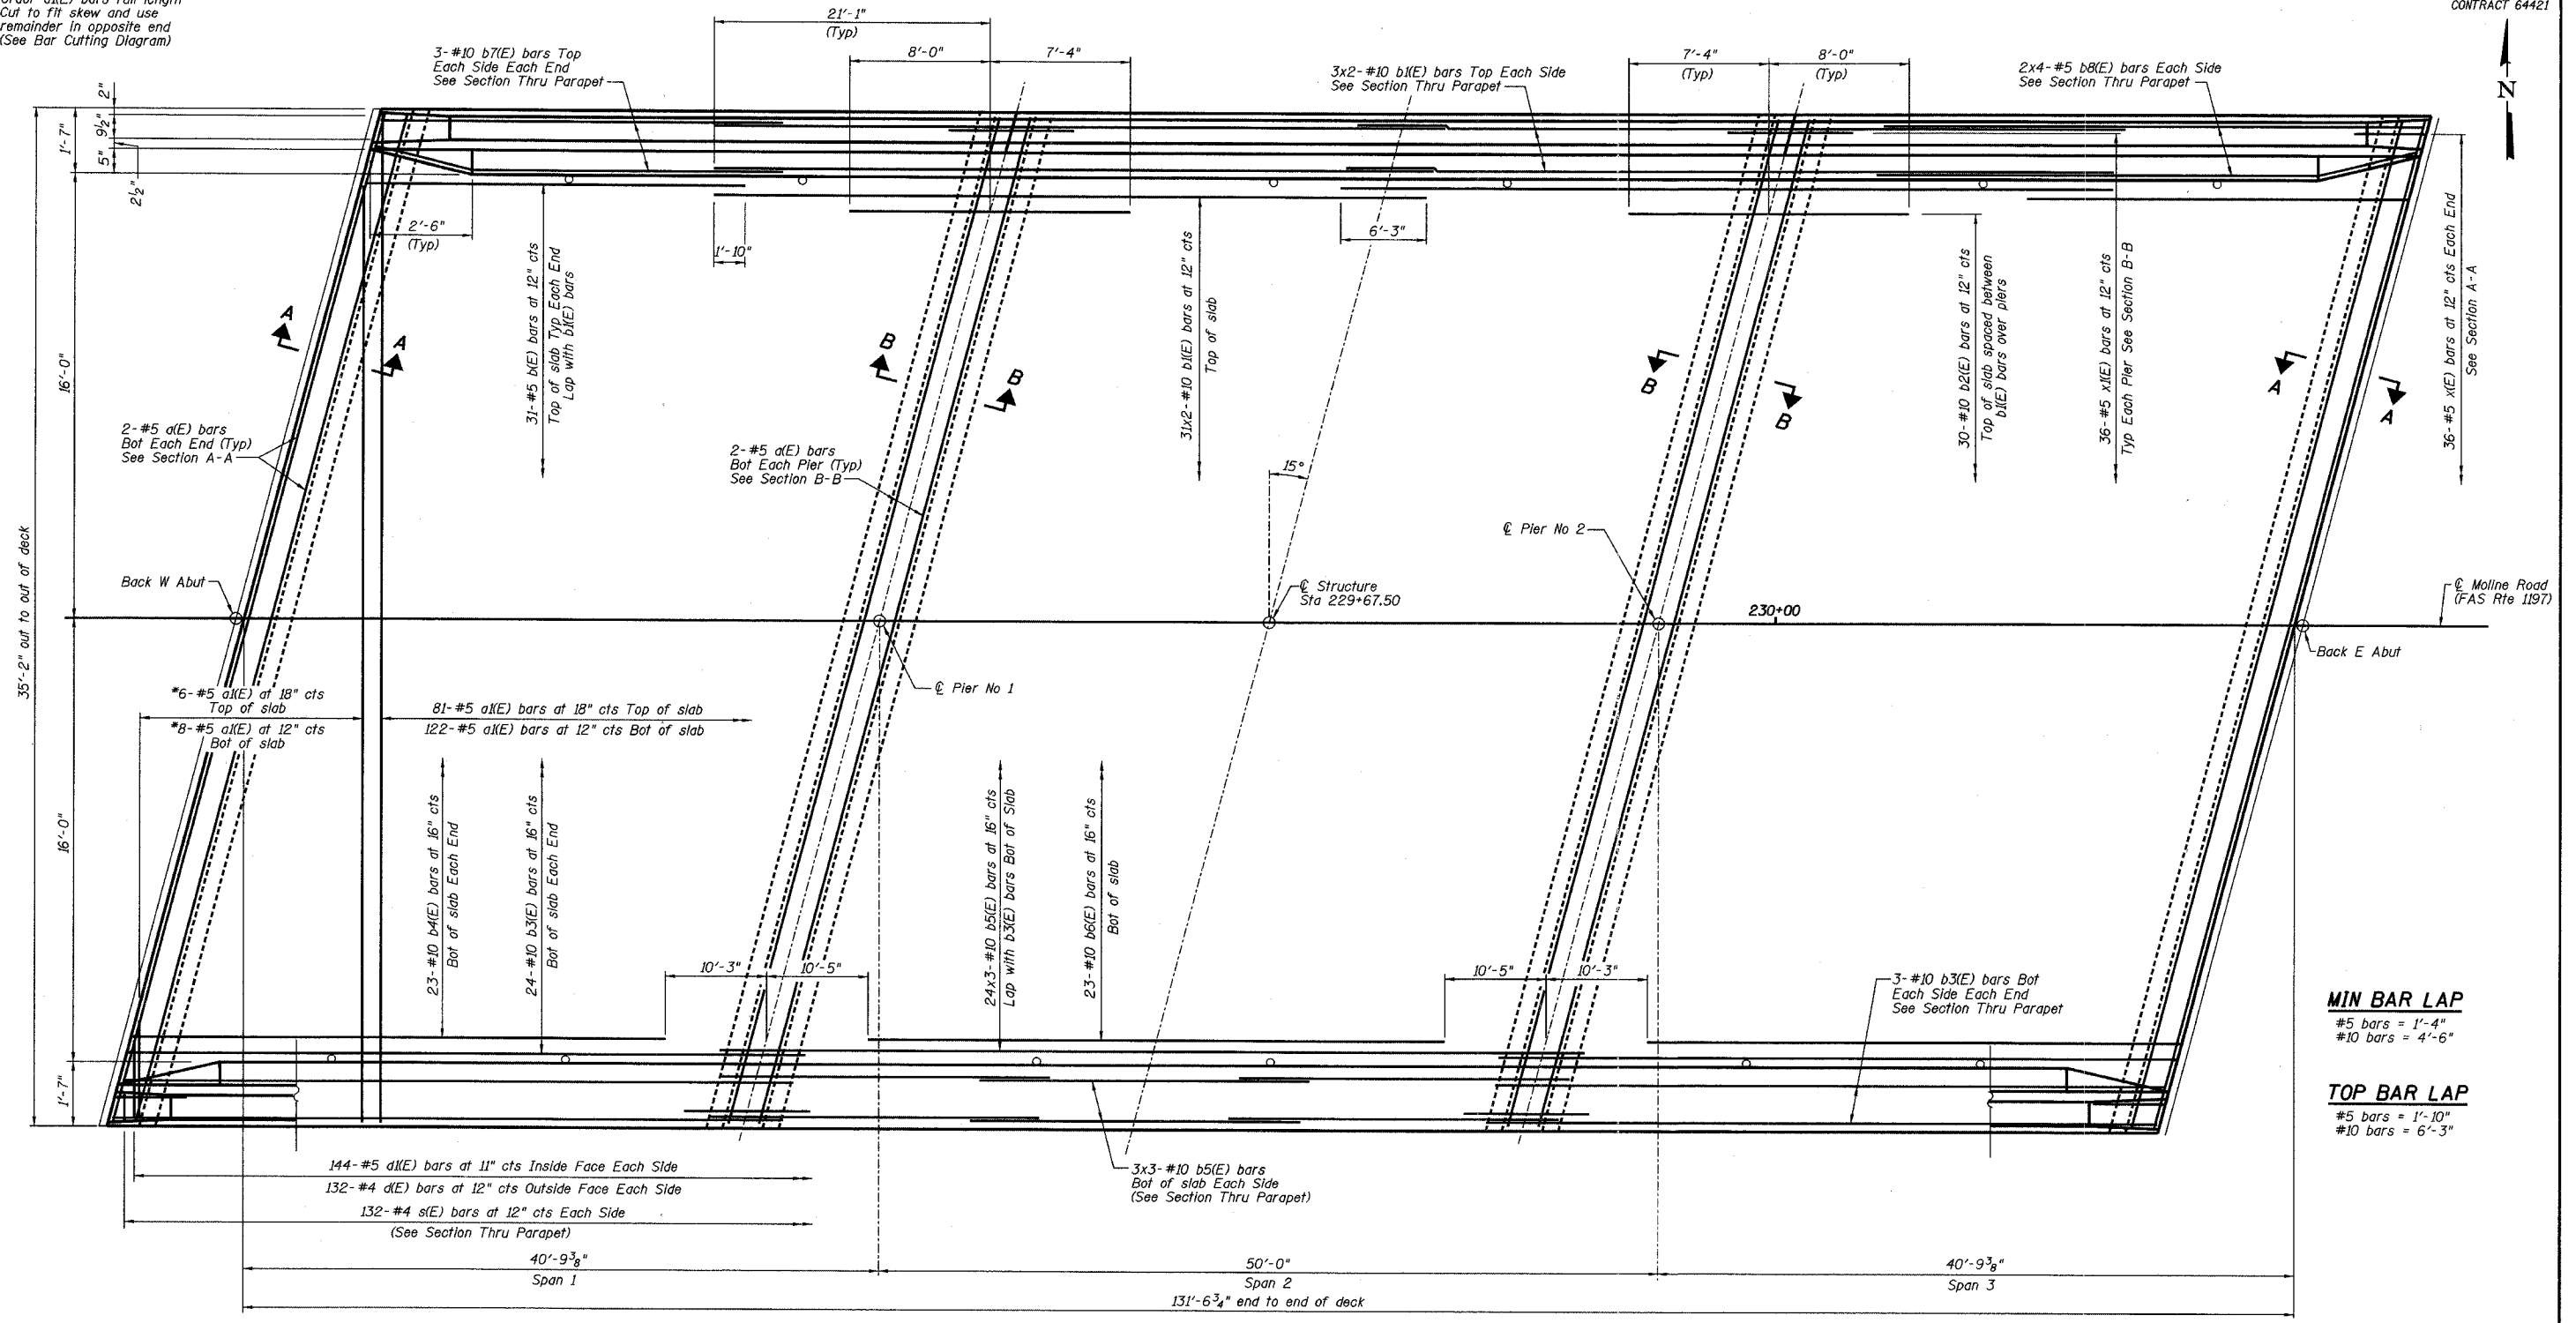 Cut to fit skew and use
remainder in opposite end
(See Bar Cutting Diagram)
CONTRACT 64421
N
21'-1"
(Typ)
8'-0"
7'-4"
7'-4"
(Typ)
8'-0"
(Typ)
3-#10 b7(E) bars Top
Each Side Each End
See Section Thru Parapet
3x2-#10 b1(E) bars Top Each Side
See Section Thru Parapet
2x4-#5 b8(E) bars Each Side
See Section Thru Parapet
2"
9½"
1'-7"
5"
2½"
2'-6"
(Typ)
1'-10"
6'-3"
31-#5 b(E) bars at 12" cts
Top of slab Typ Each End
Lap with b1(E) bars
31x2-#10 b1(E) bars at 12" cts
Top of slab
30-#10 b2(E) bars at 12" cts
Top of slab spaced between
b1(E) bars over piers
36-#5 x1(E) bars at 12" cts
Typ Each Pier See Section B-B
36-#5 x(E) bars at 12" cts Each End
See Section A-A
A
A
B
B
B
B
A
A
16'-0"
35'-2" out to out of deck
2-#5 a(E) bars
Bot Each End (Typ)
See Section A-A
2-#5 a(E) bars
Bot Each Pier (Typ)
See Section B-B
15°
℄ Pier No 2
Back W Abut
℄ Structure
Sta 229+67.50
230+00
℄ Moline Road
(FAS Rte 1197)
Back E Abut
℄ Pier No 1
*6-#5 a1(E) at 18" cts
Top of slab
*8-#5 a1(E) at 12" cts
Bot of slab
81-#5 a1(E) bars at 18" cts Top of slab
122-#5 a1(E) bars at 12" cts Bot of slab
16'-0"
23-#10 b4(E) bars at 16" cts
Bot of slab Each End
24-#10 b3(E) bars at 16" cts
Bot of slab Each End
24x3-#10 b5(E) bars at 16" cts
Lap with b3(E) bars Bot of Slab
23-#10 b6(E) bars at 16" cts
Bot of slab
10'-3"
10'-5"
10'-5"
10'-3"
3-#10 b3(E) bars Bot
Each Side Each End
See Section Thru Parapet
MIN BAR LAP
#5 bars = 1'-4"
#10 bars = 4'-6"
TOP BAR LAP
#5 bars = 1'-10"
#10 bars = 6'-3"
1'-7"
144-#5 d1(E) bars at 11" cts Inside Face Each Side
132-#4 d(E) bars at 12" cts Outside Face Each Side
132-#4 s(E) bars at 12" cts Each Side
(See Section Thru Parapet)
3x3-#10 b5(E) bars
Bot of slab Each Side
(See Section Thru Parapet)
40'-9⅜"
Span 1
50'-0"
Span 2
40'-9⅜"
Span 3
131'-6¾" end to end of deck